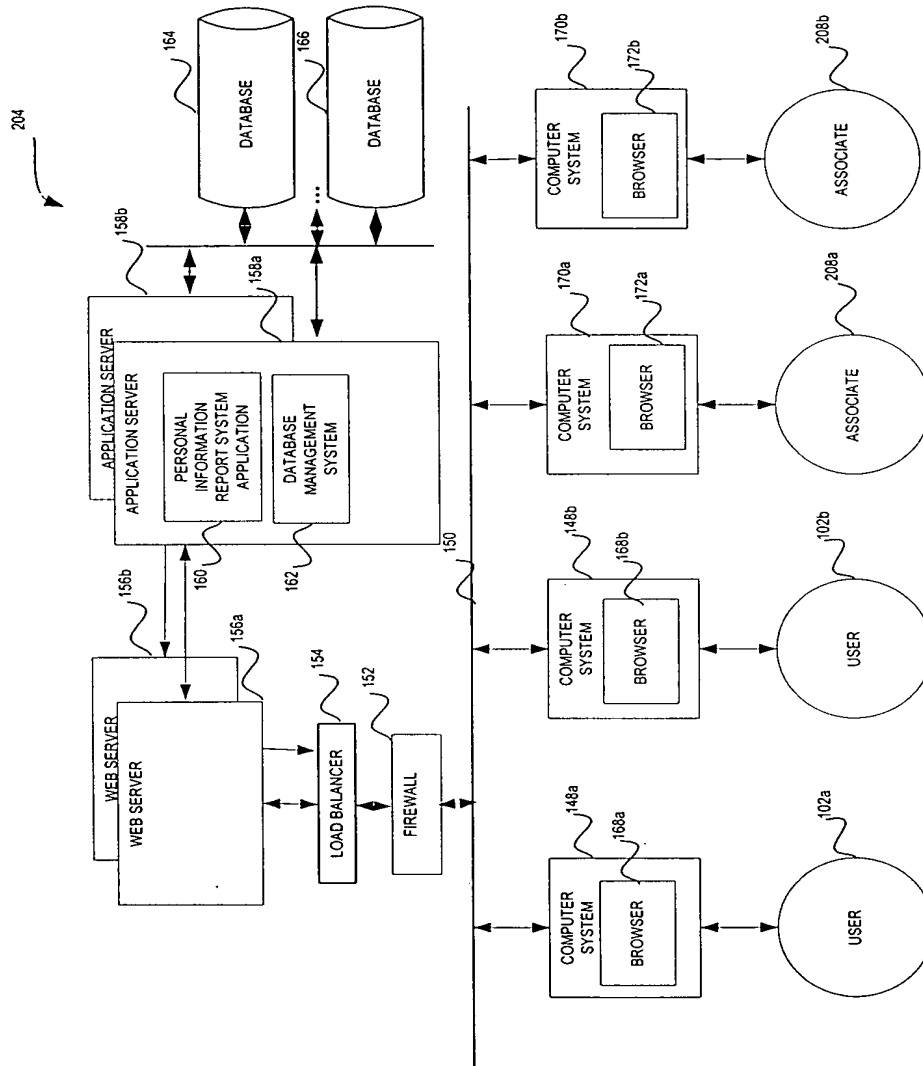 204
164
DATABASE
166
DATABASE
...
158b
APPLICATION SERVER
158a
APPLICATION SERVER
PERSONAL
INFORMATION
REPORT SYSTEM
APPLICATION
DATABASE
MANAGEMENT
SYSTEM
160
162
156b
WEB SERVER
156a
WEB SERVER
154
LOAD BALANCER
152
FIREWALL
150
148a
COMPUTER
SYSTEM
168a
BROWSER
102a
USER
148b
COMPUTER
SYSTEM
168b
BROWSER
102b
USER
170a
COMPUTER
SYSTEM
172a
BROWSER
208a
ASSOCIATE
170b
COMPUTER
SYSTEM
172b
BROWSER
208b
ASSOCIATE